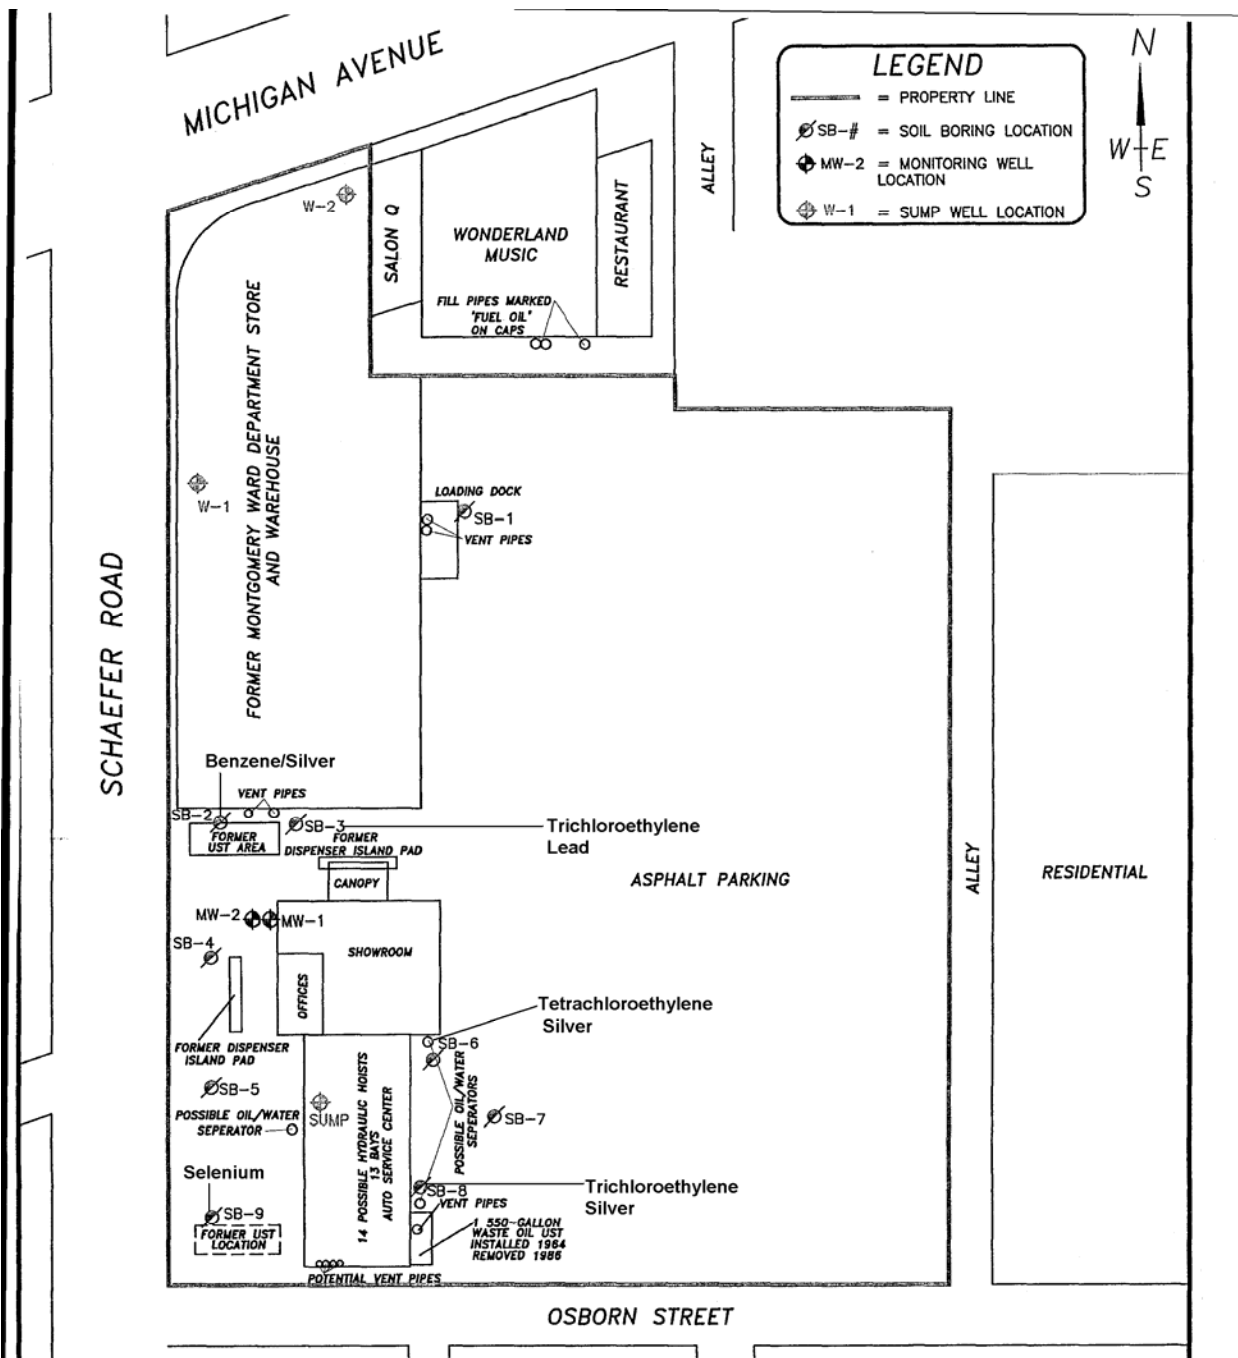 MICHIGAN AVENUE
LEGEND
= PROPERTY LINE
SB-# = SOIL BORING LOCATION
MW-2 = MONITORING WELL
LOCATION
W-1 = SUMP WELL LOCATION
N
W E
S
ALLEY
W-2
SALON Q
WONDERLAND
MUSIC
RESTAURANT
FILL PIPES MARKED
"FUEL OIL"
ON CAPS
FORMER MONTGOMERY WARD DEPARTMENT STORE
AND WAREHOUSE
W-1
LOADING DOCK
SB-1
VENT PIPES
SCHAEFER ROAD
Benzene/Silver
VENT PIPES
SB-2
FORMER
UST AREA
SB-3
FORMER
DISPENSER ISLAND PAD
Trichloroethylene
Lead
CANOPY
ASPHALT PARKING
ALLEY
RESIDENTIAL
MW-2
MW-1
SB-4
SHOWROOM
OFFICES
Tetrachloroethylene
Silver
FORMER DISPENSER
ISLAND PAD
SB-6
SB-5
POSSIBLE OIL/WATER
SEPERATOR
SUMP
14 POSSIBLE HYDRAULIC HOISTS
13 BAYS
AUTO SERVICE CENTER
POSSIBLE OIL/WATER
SEPERATORS
SB-7
Selenium
SB-8
Trichloroethylene
Silver
VENT PIPES
SB-9
FORMER UST
LOCATION
1 550-GALLON
WASTE OIL UST
INSTALLED 1964
REMOVED 1986
POTENTIAL VENT PIPES
OSBORN STREET